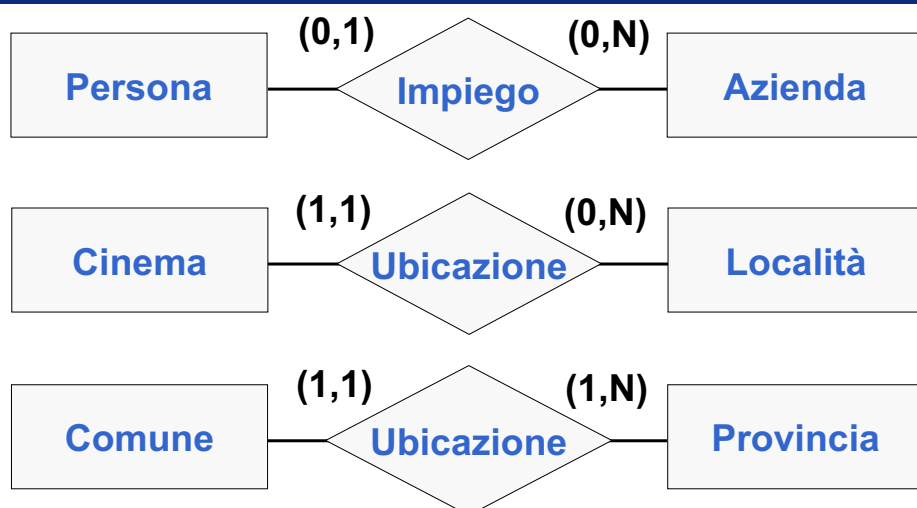 (0,1) (0,N)
Persona Impiego Azienda
(1,1) (0,N)
Cinema Ubicazione Località
(1,1) (1,N)
Comune Ubicazione Provincia